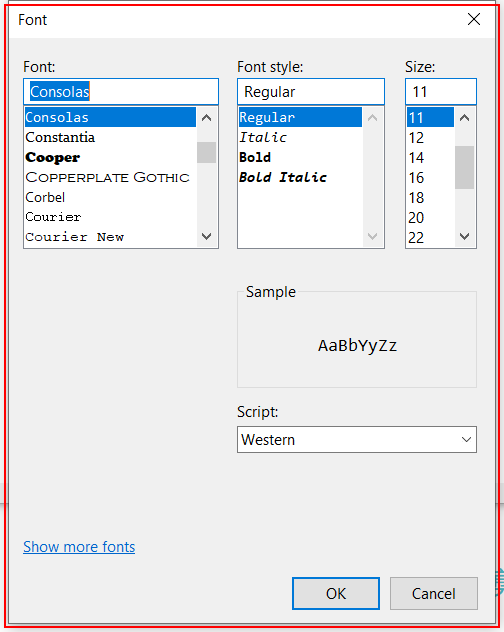 Font
Font: Font style: Size:
Consolas Regular 11
Consolas Regular 11
Constantia Italic 12
Cooper Bold 14
Copperplate Gothic Bold Italic 16
Corbel 18
Courier 20
Courier New 22
Sample
AaBbYyZz
Script:
Western
Show more fonts
OK Cancel